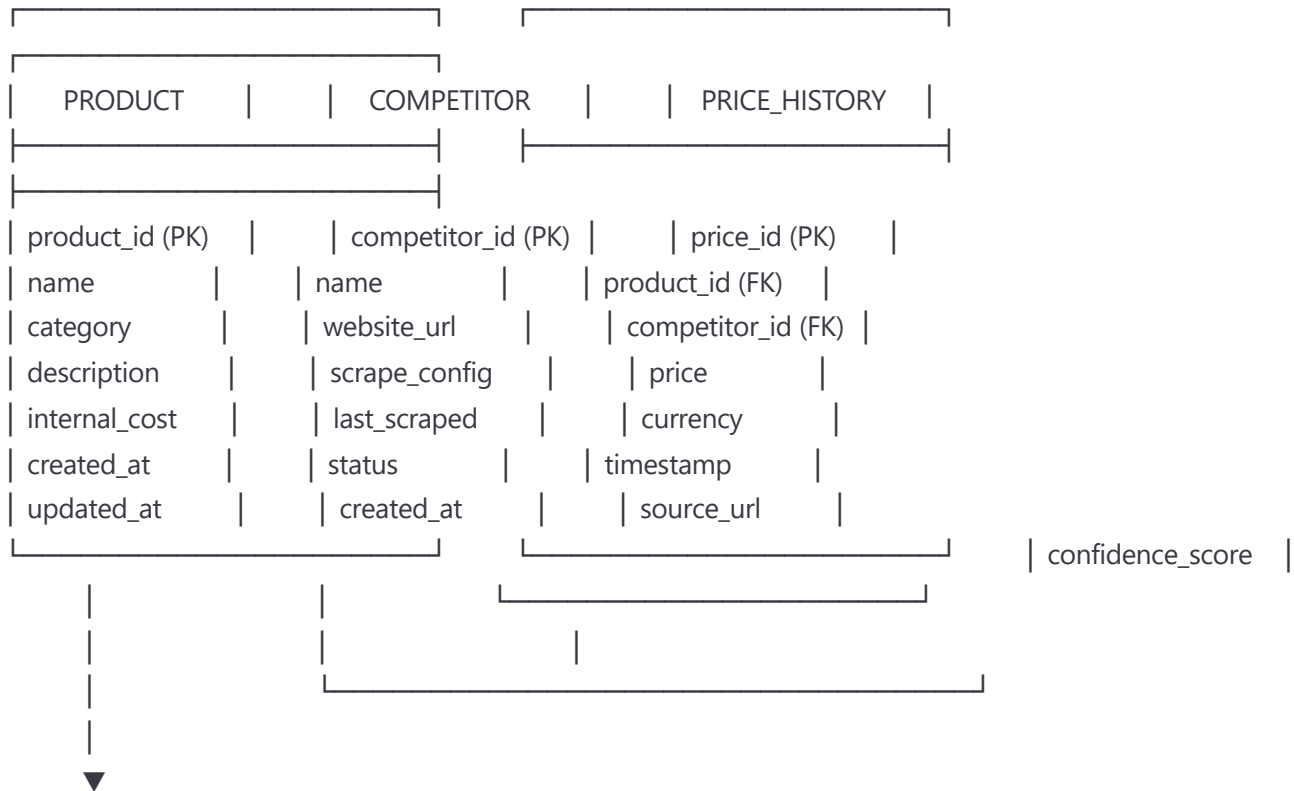 PRODUCT COMPETITOR PRICE_HISTORY
product_id (PK) competitor_id (PK) price_id (PK)
name name product_id (FK)
category website_url competitor_id (FK)
description scrape_config price
internal_cost last_scraped currency
created_at status timestamp
updated_at created_at source_url
confidence_score